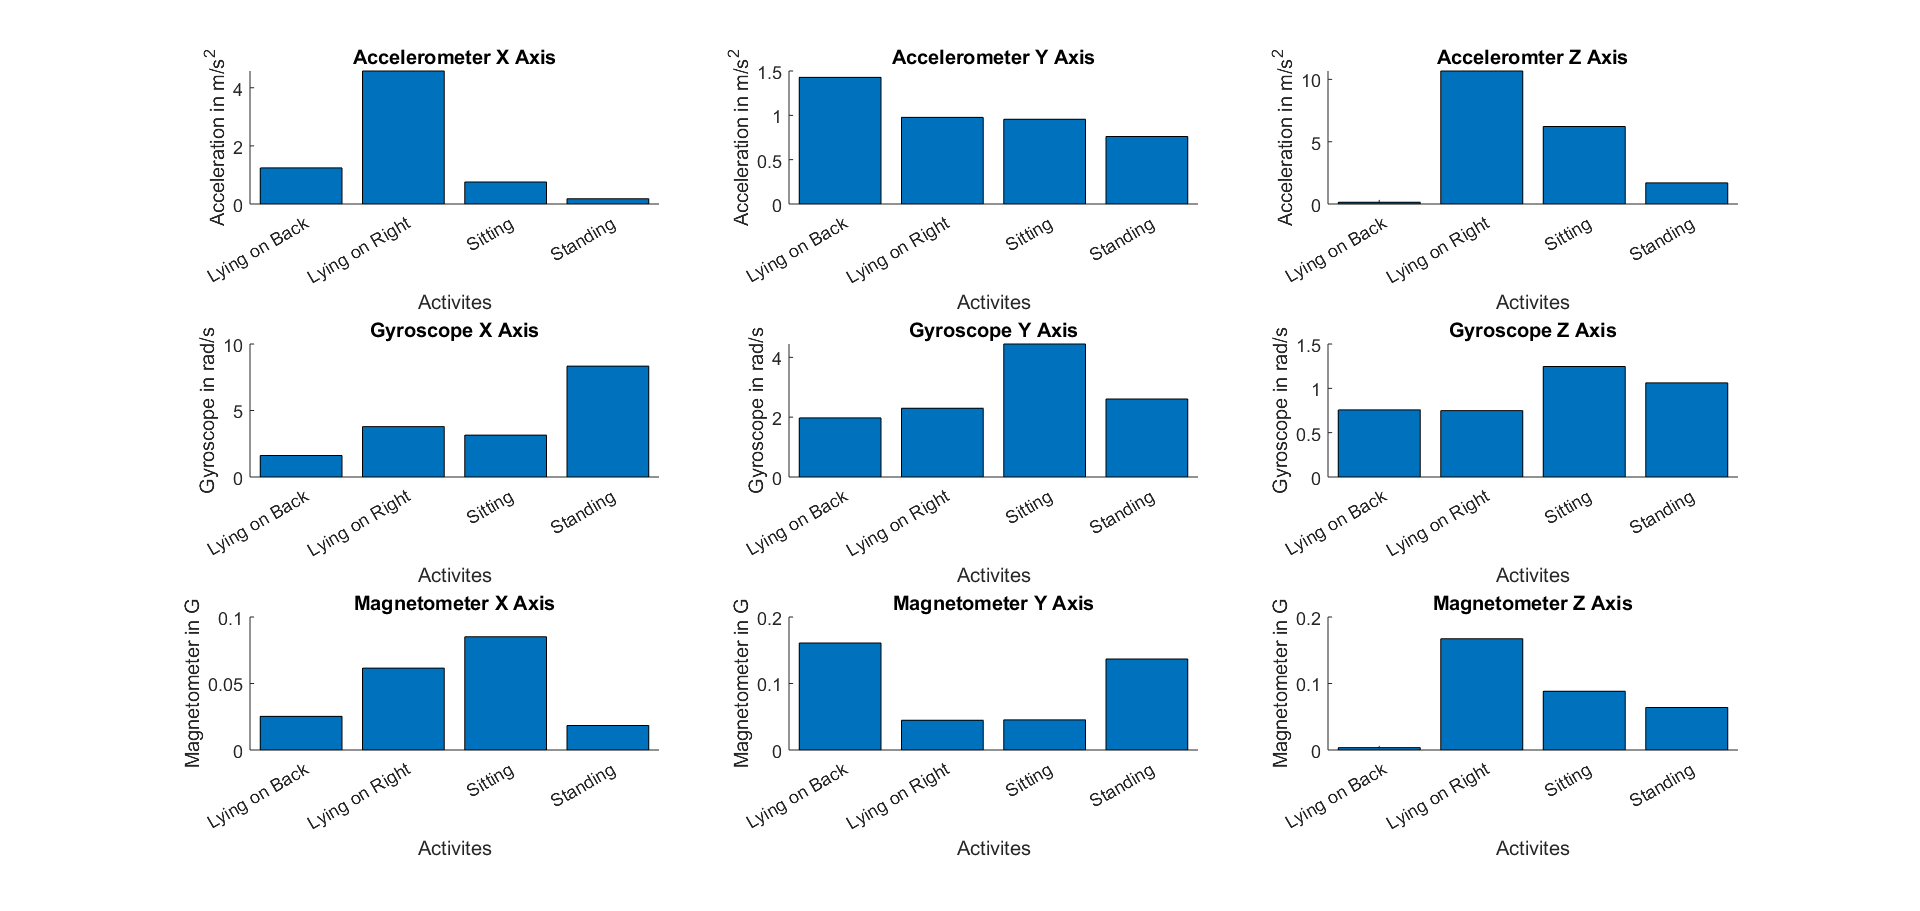 Accelerometer X Axis
Acceleration in m/s²
4
2
0
Lying on Back
Lying on Right
Sitting
Standing
Activites
Accelerometer Y Axis
Acceleration in m/s²
1.5
1
0.5
0
Lying on Back
Lying on Right
Sitting
Standing
Activites
Acceleromter Z Axis
Acceleration in m/s²
10
5
0
Lying on Back
Lying on Right
Sitting
Standing
Activites
Gyroscope X Axis
Gyroscope in rad/s
10
5
0
Lying on Back
Lying on Right
Sitting
Standing
Activites
Gyroscope Y Axis
Gyroscope in rad/s
4
2
0
Lying on Back
Lying on Right
Sitting
Standing
Activites
Gyroscope Z Axis
Gyroscope in rad/s
1.5
1
0.5
0
Lying on Back
Lying on Right
Sitting
Standing
Activites
Magnetometer X Axis
Magnetometer in G
0.1
0.05
0
Lying on Back
Lying on Right
Sitting
Standing
Activites
Magnetometer Y Axis
Magnetometer in G
0.2
0.1
0
Lying on Back
Lying on Right
Sitting
Standing
Activites
Magnetometer Z Axis
Magnetometer in G
0.2
0.1
0
Lying on Back
Lying on Right
Sitting
Standing
Activites